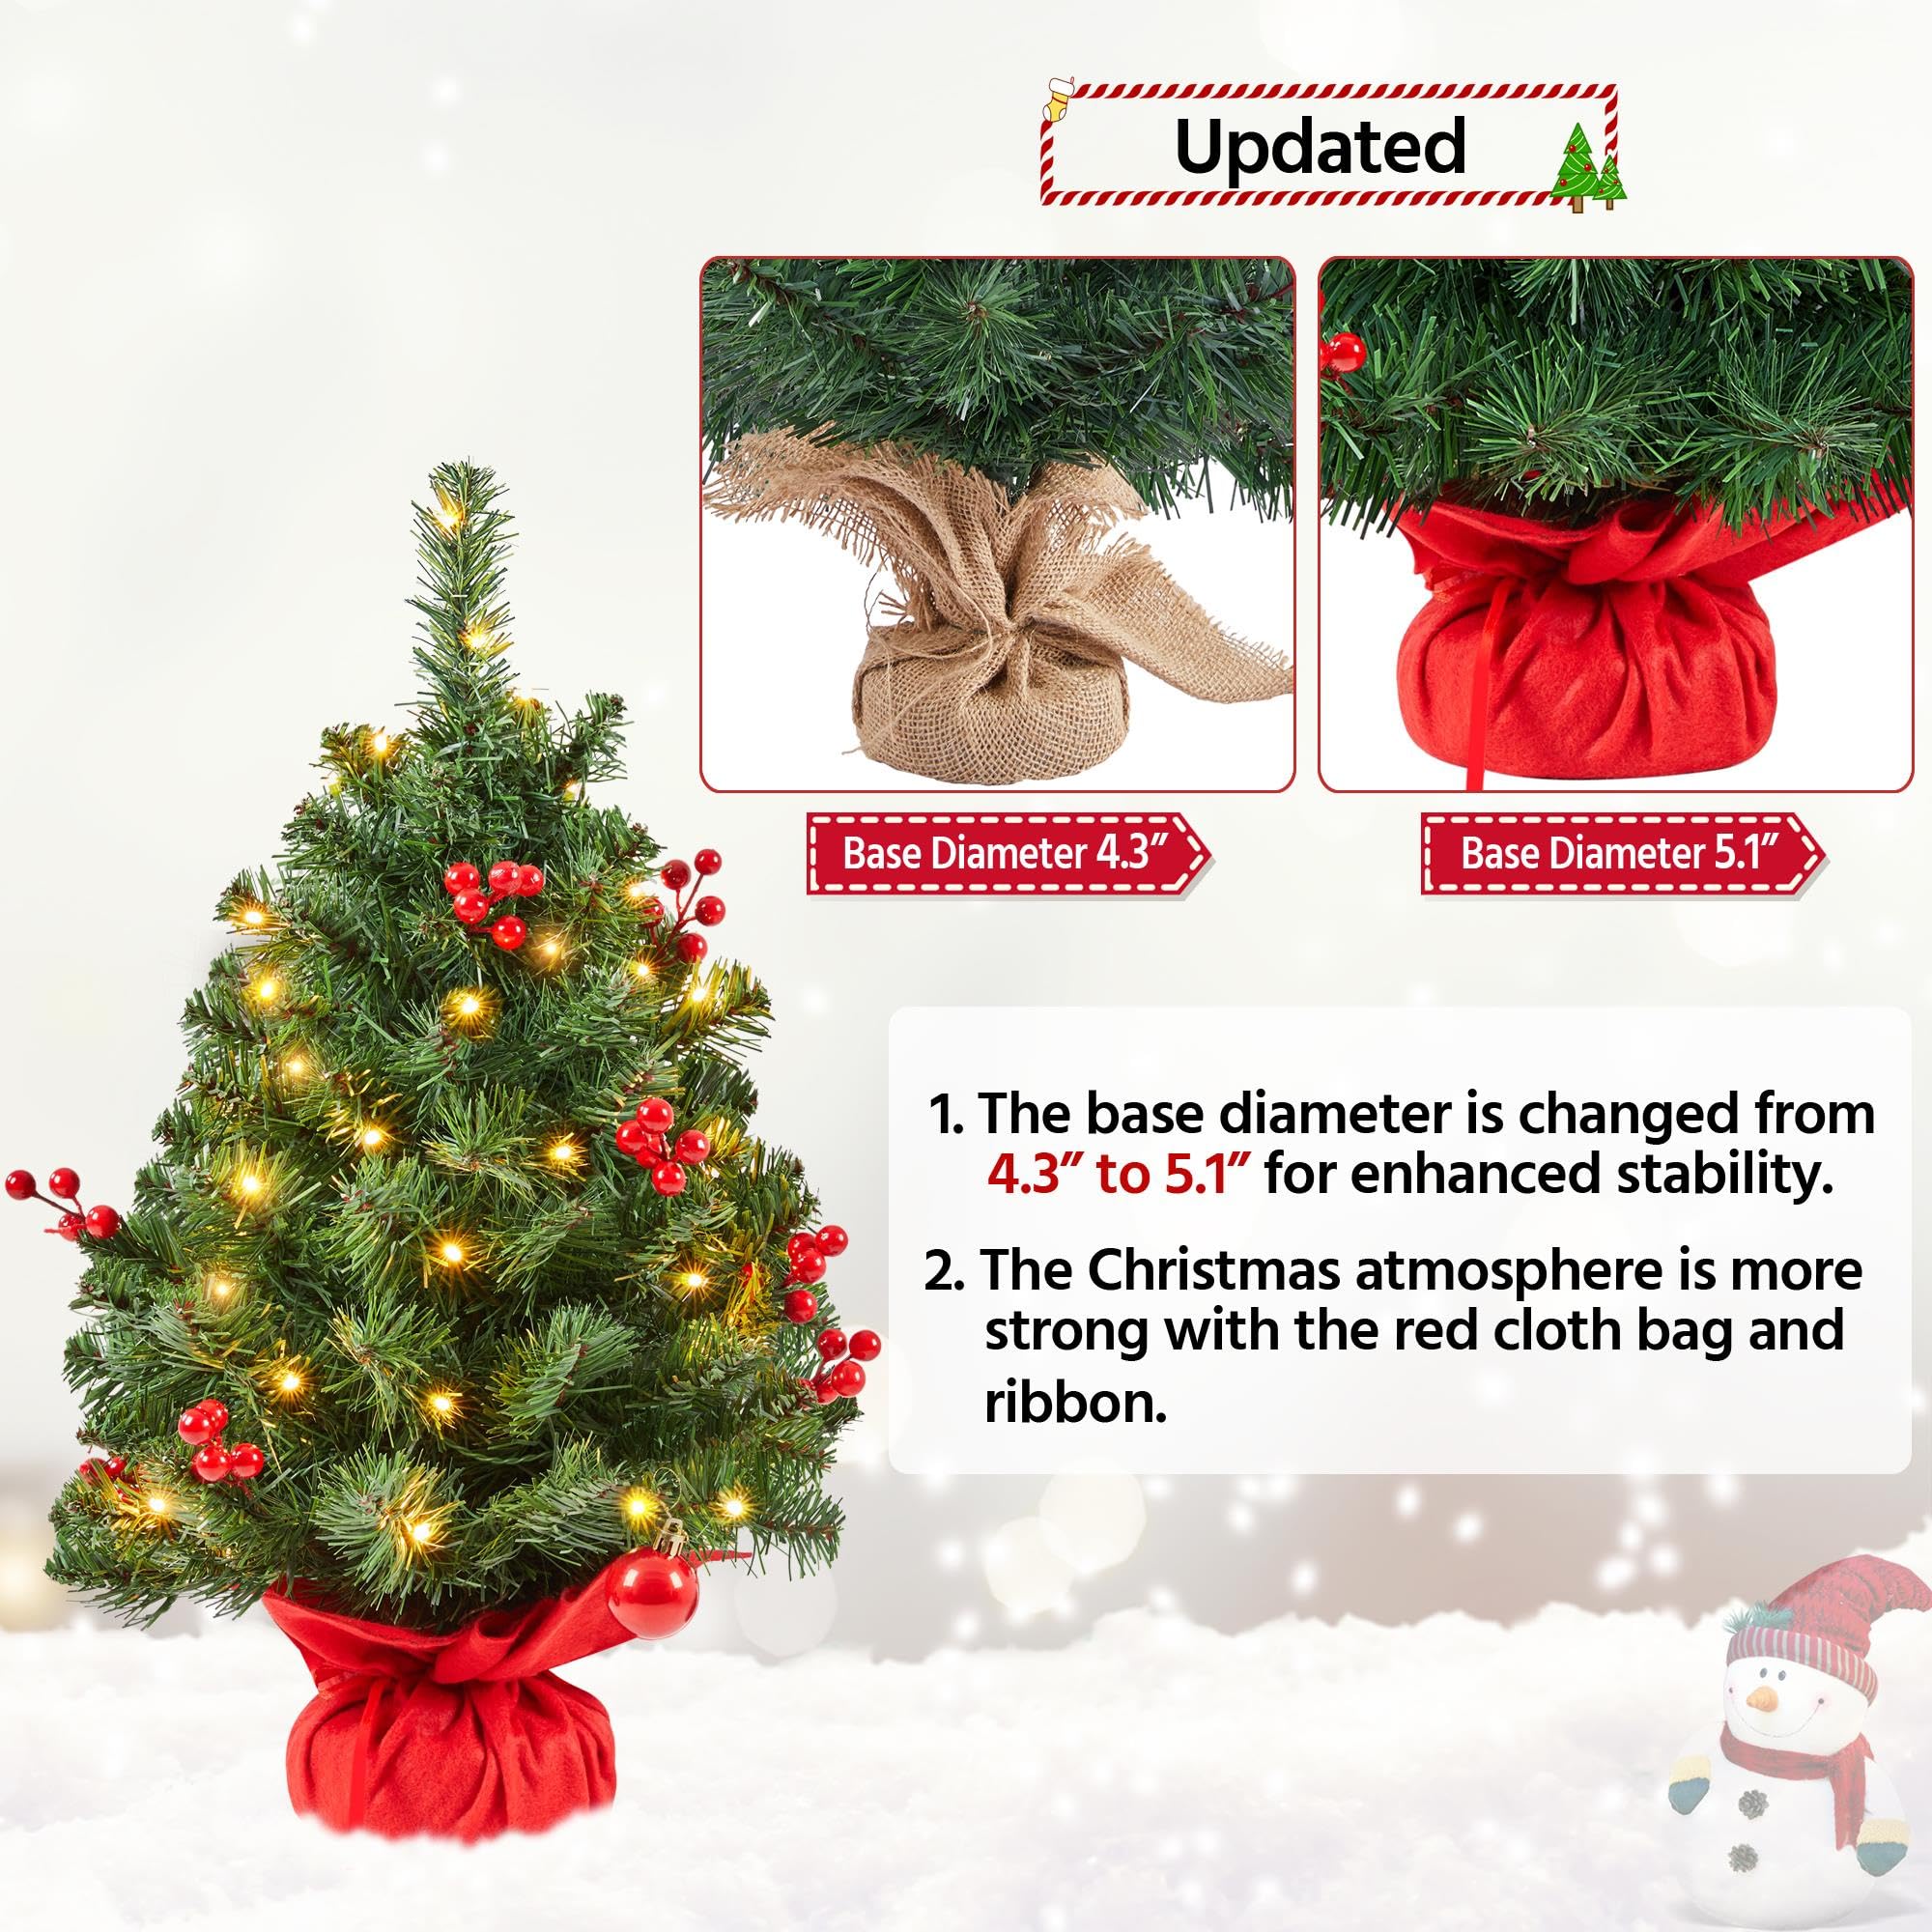 Updated
Base Diameter 4.3”
Base Diameter 5.1”
1. The base diameter is changed from
4.3” to 5.1” for enhanced stability.
2. The Christmas atmosphere is more
strong with the red cloth bag and
ribbon.